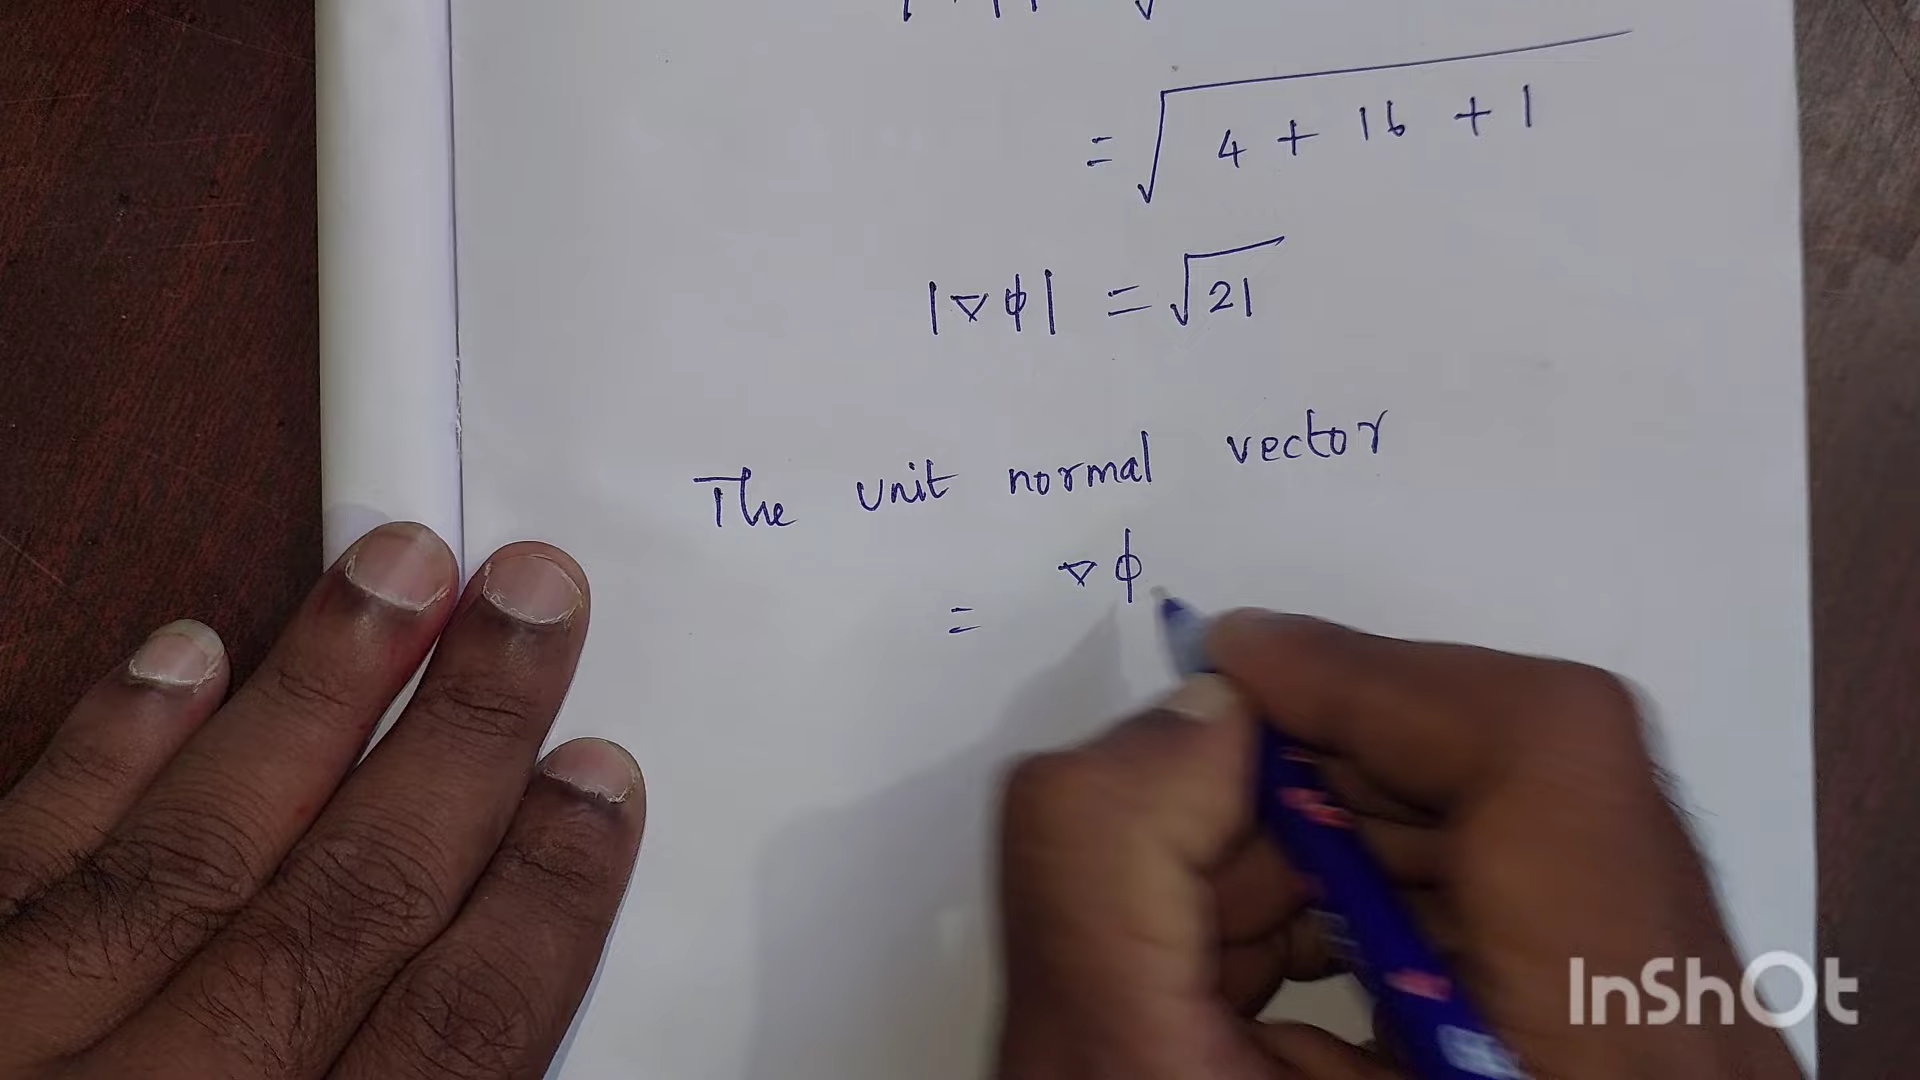 = √4 + 16 + 1
|∇ϕ| = √21
The unit normal vector
= ∇ϕ
InShOt